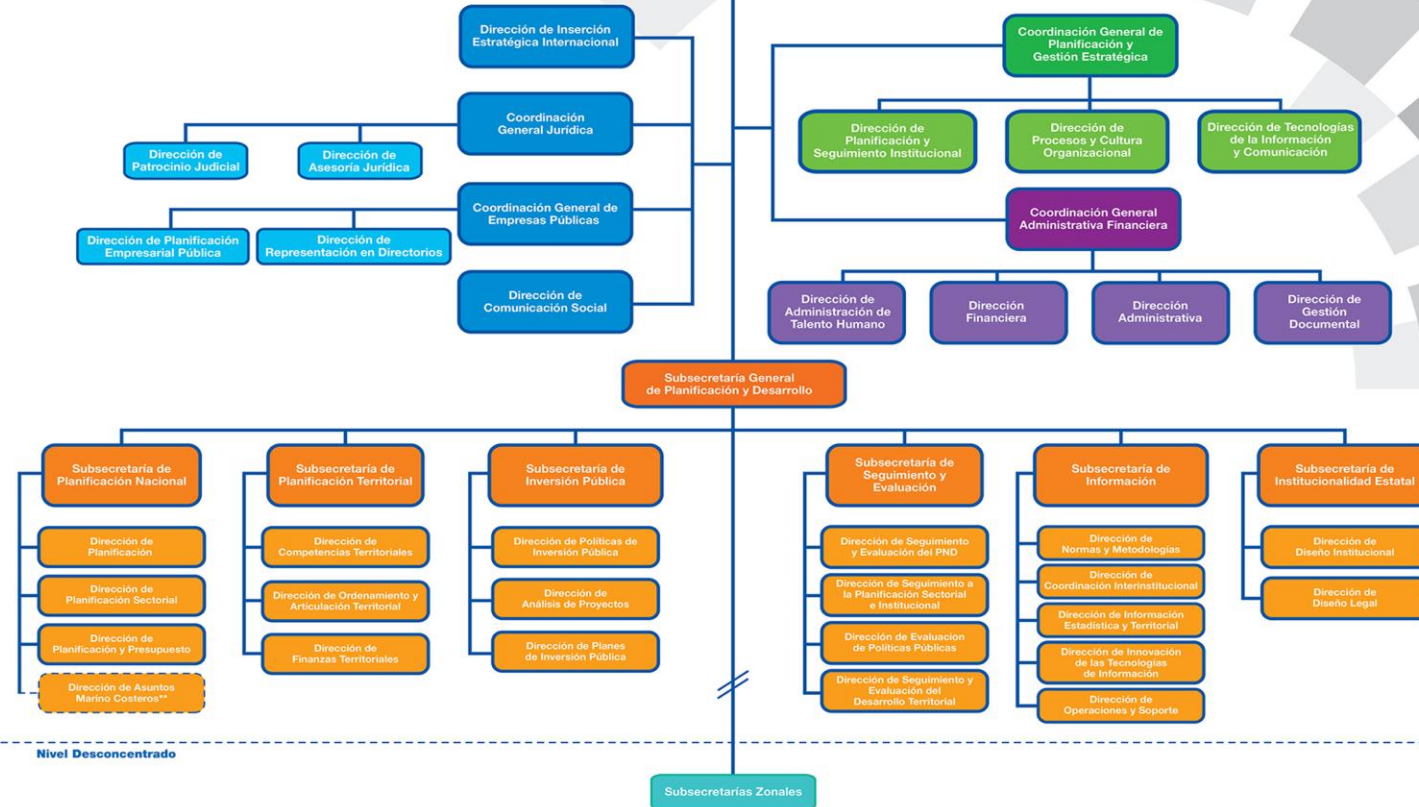 Dirección de Inserción
Estratégica Internacional
Coordinación
General Jurídica
Dirección de
Patrocinio Judicial
Dirección de
Asesoría Jurídica
Coordinación General de
Empresas Públicas
Dirección de Planificación
Empresarial Pública
Dirección de
Representación en Directorios
Dirección de
Comunicación Social
Coordinación General de
Planificación y
Gestión Estratégica
Dirección de
Planificación y
Seguimiento Institucional
Dirección de
Procesos y Cultura
Organizacional
Dirección de Tecnologías
de la Información
y Comunicación
Coordinación General
Administrativa Financiera
Dirección de
Administración de
Talento Humano
Dirección
Financiera
Dirección
Administrativa
Dirección de
Gestión
Documental
Subsecretaría General
de Planificación y Desarrollo
Subsecretaría de
Planificación Nacional
Dirección de
Planificación
Dirección de
Planificación Sectorial
Dirección de
Planificación y Presupuesto
Dirección de Asuntos
Marino Costeros**
Subsecretaría de
Planificación Territorial
Dirección de
Competencias Territoriales
Dirección de Ordenamiento y
Articulación Territorial
Dirección de
Finanzas Territoriales
Subsecretaría de
Inversión Pública
Dirección de Políticas de
Inversión Pública
Dirección de
Análisis de Proyectos
Dirección de Planes
de Inversión Pública
Subsecretaría de
Seguimiento y
Evaluación
Dirección de Seguimiento
y Evaluación del PND
Dirección de Seguimiento a
la Planificación Sectorial
e Institucional
Dirección de Evaluacion
de Políticas Públicas
Dirección de Seguimiento y
Evaluación del
Desarrollo Territorial
Subsecretaría de
Información
Dirección de
Normas y Metodologías
Dirección de
Coordinación Interinstitucional
Dirección de Información
Estadística y Territorial
Dirección de Innovación
de las Tecnologías
de Información
Dirección de
Operaciones y Soporte
Subsecretaría de
Institucionalidad Estatal
Dirección de
Diseño Institucional
Dirección de
Diseño Legal
Nivel Desconcentrado
Subsecretarías Zonales